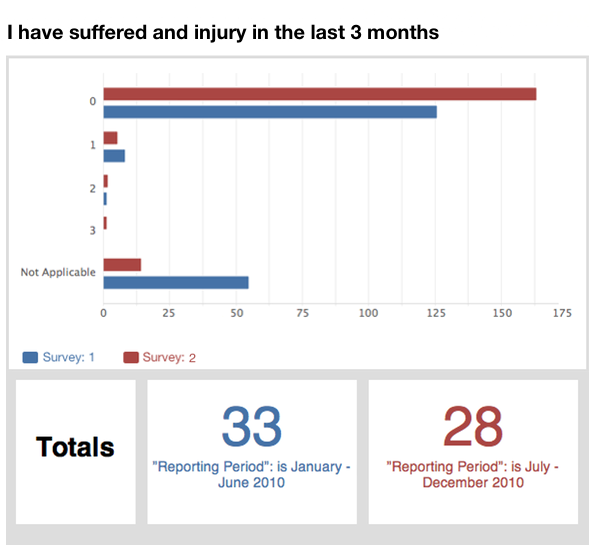 I have suffered and injury in the last 3 months
0
1
2
3
Not Applicable
0 25 50 75 100 125 150 175
Survey: 1 Survey: 2
Totals
33
"Reporting Period": is January -
June 2010
28
"Reporting Period": is July -
December 2010